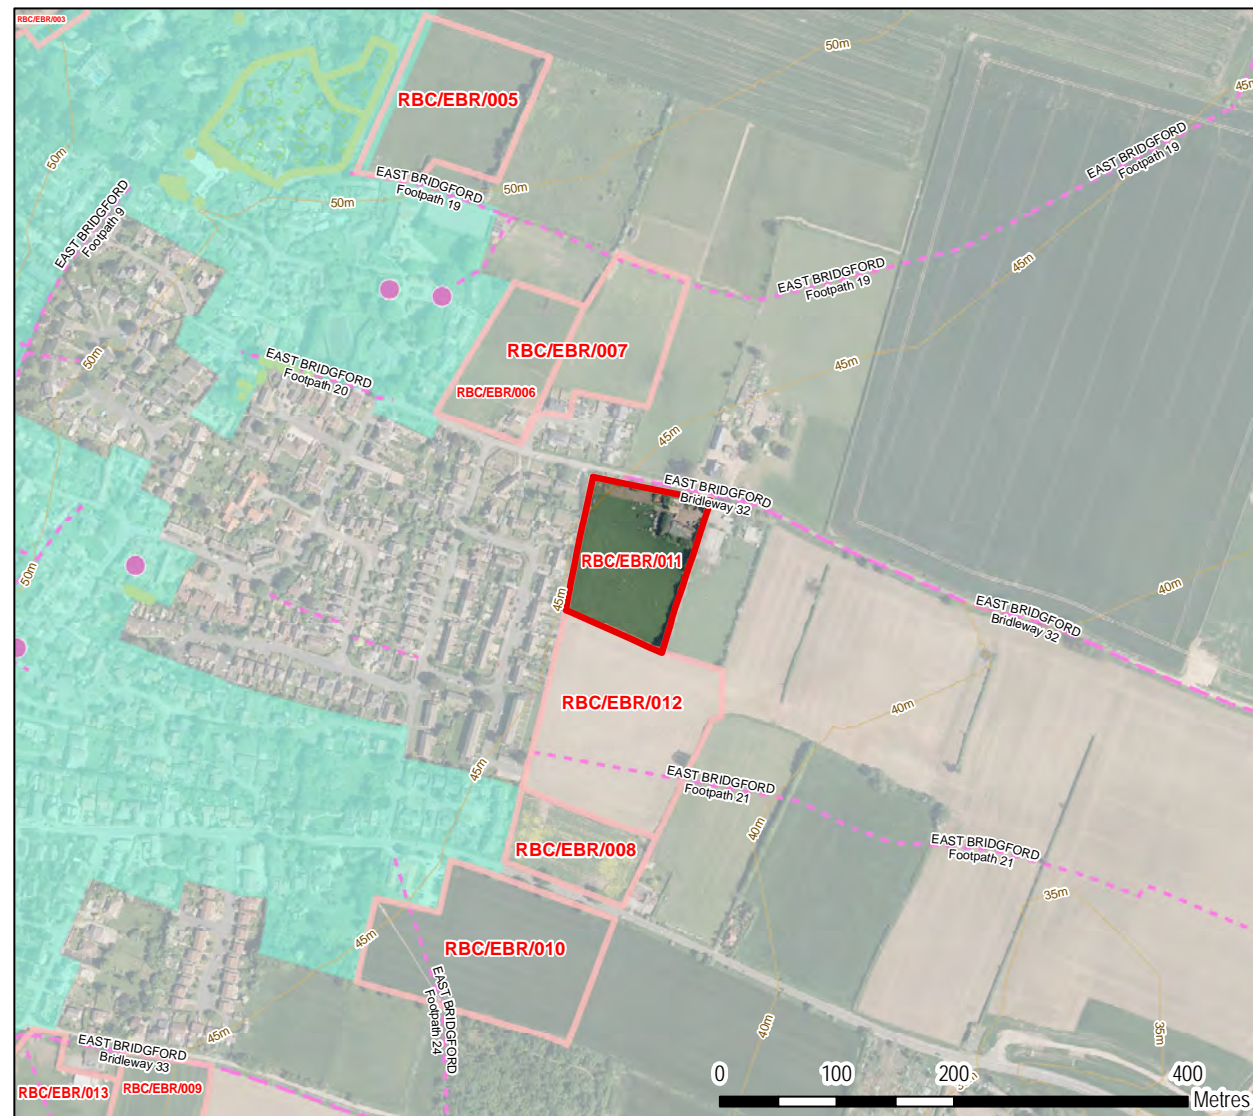 RBC/EBR/003
50m
45m
RBC/EBR/005
EAST BRIDGFORD
Footpath 19
50m
50m
50m
EAST BRIDGFORD
Footpath 19
EAST BRIDGFORD
Footpath 9
EAST BRIDGFORD
Footpath 19
45m
45m
50m
EAST BRIDGFORD
Footpath 20
RBC/EBR/007
RBC/EBR/006
45m
EAST BRIDGFORD
Bridleway 32
RBC/EBR/011
50m
45m
40m
EAST BRIDGFORD
Bridleway 32
RBC/EBR/012
40m
45m
EAST BRIDGFORD
Footpath 21
40m
RBC/EBR/008
EAST BRIDGFORD
Footpath 21
35m
45m
RBC/EBR/010
EAST BRIDGFORD
Footpath 24
40m
35m
45m
EAST BRIDGFORD
Bridleway 33
RBC/EBR/013
RBC/EBR/009
0 100 200 400
Metres